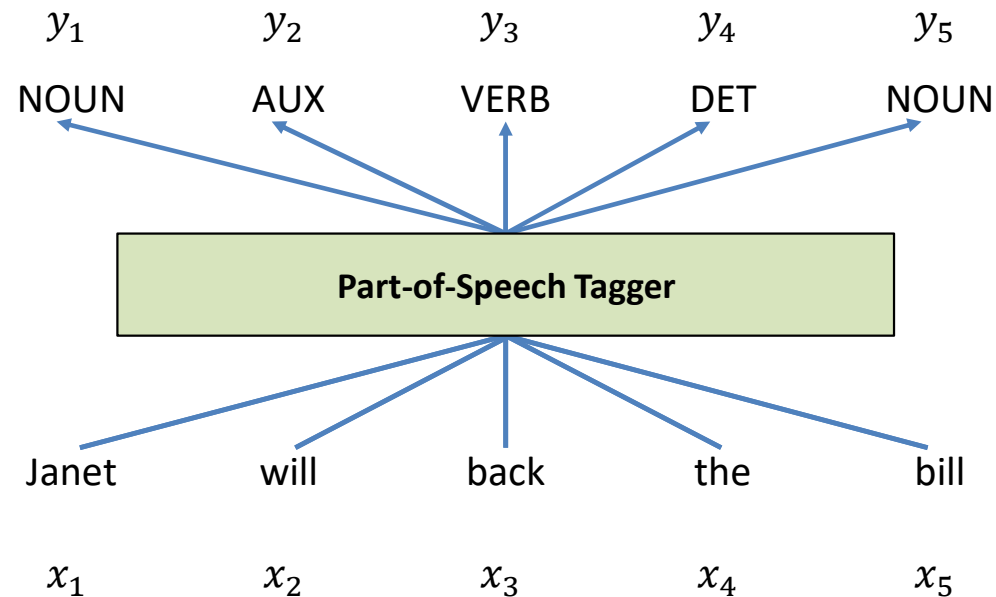 y₁ y₂ y₃ y₄ y₅
NOUN AUX VERB DET NOUN
Part-of-Speech Tagger
Janet will back the bill
x₁ x₂ x₃ x₄ x₅